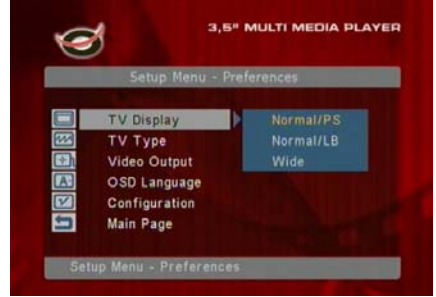 3,5" MULTI MEDIA PLAYER
Setup Menu - Preferences
TV Display
Normal/PS
TV Type
Normal/LB
Video Output
Wide
OSD Language
Configuration
Main Page
Setup Menu - Preferences